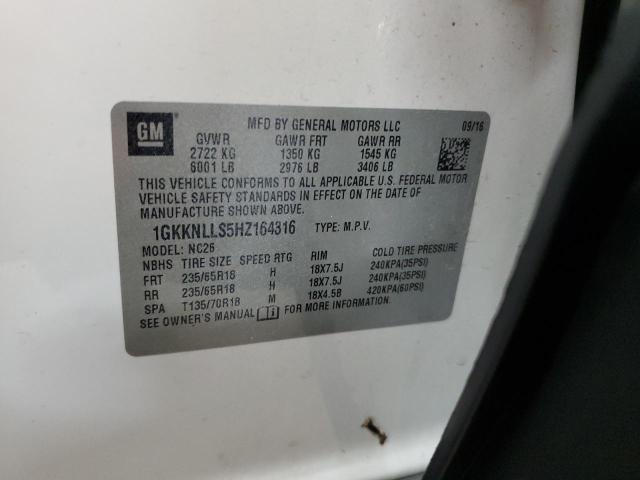 GM
MFD BY GENERAL MOTORS LLC 09/16
GVWR GAWR FRT GAWR RR
2722 KG 1350 KG 1545 KG
6001 LB 2976 LB 3406 LB
THIS VEHICLE CONFORMS TO ALL APPLICABLE U.S. FEDERAL MOTOR
VEHICLE SAFETY STANDARDS IN EFFECT ON THE DATE OF
MANUFACTURE SHOWN ABOVE.
1GKKNLLS5HZ164316 TYPE: M.P.V.
MODEL: NC26
NBHS TIRE SIZE SPEED RTG RIM COLD TIRE PRESSURE
FRT 235/65R18 H 18X7.5J 240KPA(35PSI)
RR 235/65R18 H 18X7.5J 240KPA(35PSI)
SPA T135/70R18 M 18X4.5B 420KPA(60PSI)
SEE OWNER'S MANUAL FOR MORE INFORMATION.